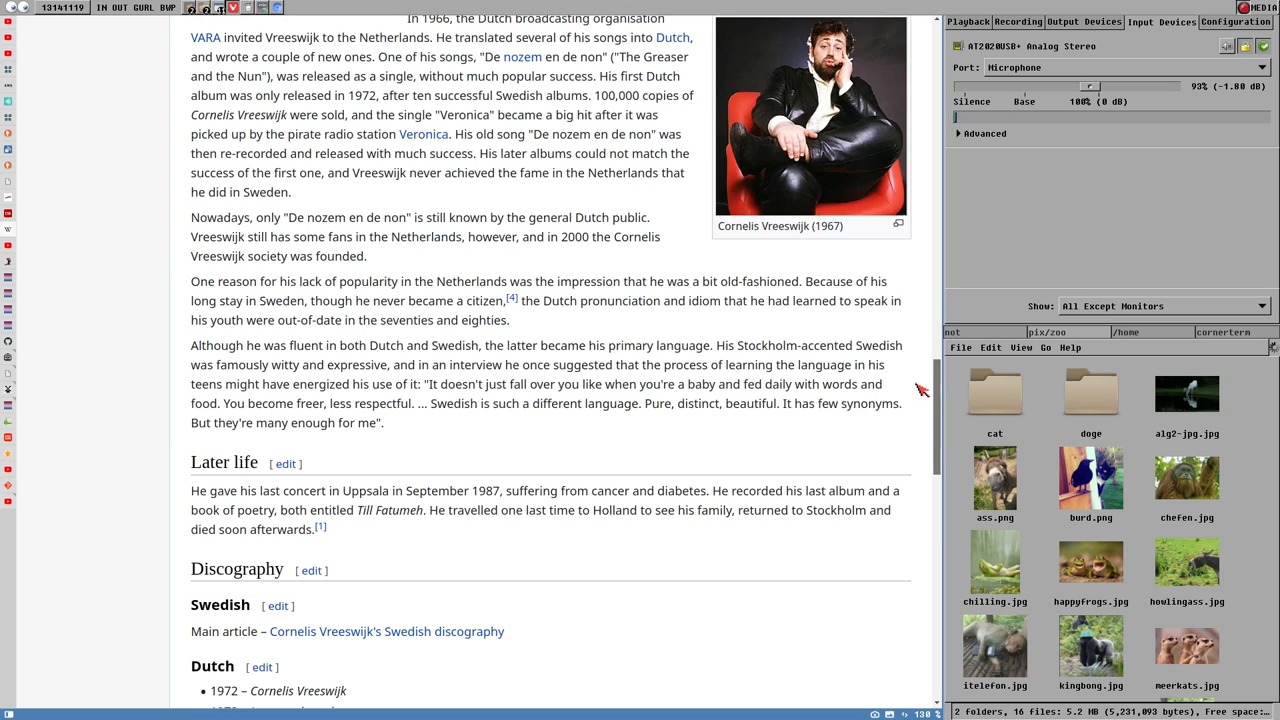 13141119 IN OUT GURL BWP
MEDIA
In 1966, the Dutch broadcasting organisation
VARA invited Vreeswijk to the Netherlands. He translated several of his songs into Dutch,
and wrote a couple of new ones. One of his songs, "De nozem en de non" ("The Greaser
and the Nun"), was released as a single, without much popular success. His first Dutch
album was only released in 1972, after ten successful Swedish albums. 100,000 copies of
Cornelis Vreeswijk were sold, and the single "Veronica" became a big hit after it was
picked up by the pirate radio station Veronica. His old song "De nozem en de non" was
then re-recorded and released with much success. His later albums could not match the
success of the first one, and Vreeswijk never achieved the fame in the Netherlands that
he did in Sweden.
Cornelis Vreeswijk (1967)
Nowadays, only "De nozem en de non" is still known by the general Dutch public.
Vreeswijk still has some fans in the Netherlands, however, and in 2000 the Cornelis
Vreeswijk society was founded.
One reason for his lack of popularity in the Netherlands was the impression that he was a bit old-fashioned. Because of his
long stay in Sweden, though he never became a citizen,[4] the Dutch pronunciation and idiom that he had learned to speak in
his youth were out-of-date in the seventies and eighties.
Although he was fluent in both Dutch and Swedish, the latter became his primary language. His Stockholm-accented Swedish
was famously witty and expressive, and in an interview he once suggested that the process of learning the language in his
teens might have energized his use of it: "It doesn't just fall over you like when you're a baby and fed daily with words and
food. You become freer, less respectful. ... Swedish is such a different language. Pure, distinct, beautiful. It has few synonyms.
But they're many enough for me".
Later life [ edit ]
He gave his last concert in Uppsala in September 1987, suffering from cancer and diabetes. He recorded his last album and a
book of poetry, both entitled Till Fatumeh. He travelled one last time to Holland to see his family, returned to Stockholm and
died soon afterwards.[1]
Discography [ edit ]
Swedish [ edit ]
Main article – Cornelis Vreeswijk's Swedish discography
Dutch [ edit ]
• 1972 – Cornelis Vreeswijk
130 %
Playback Recording Output Devices Input Devices Configuration
AT2020USB+ Analog Stereo
Port: Microphone
93% (-1.80 dB)
Silence Base 100% (0 dB)
Advanced
Show: All Except Monitors
not pix/zoo /home cornerterm
File Edit View Go Help
cat doge alg2-jpg.jpg
ass.png burd.png chefen.jpg
chilling.jpg happyfrogs.jpg howlingass.jpg
itelefon.jpg kingbong.jpg meerkats.jpg
2 folders, 16 files: 5.2 MB (5,231,093 bytes), Free space:...